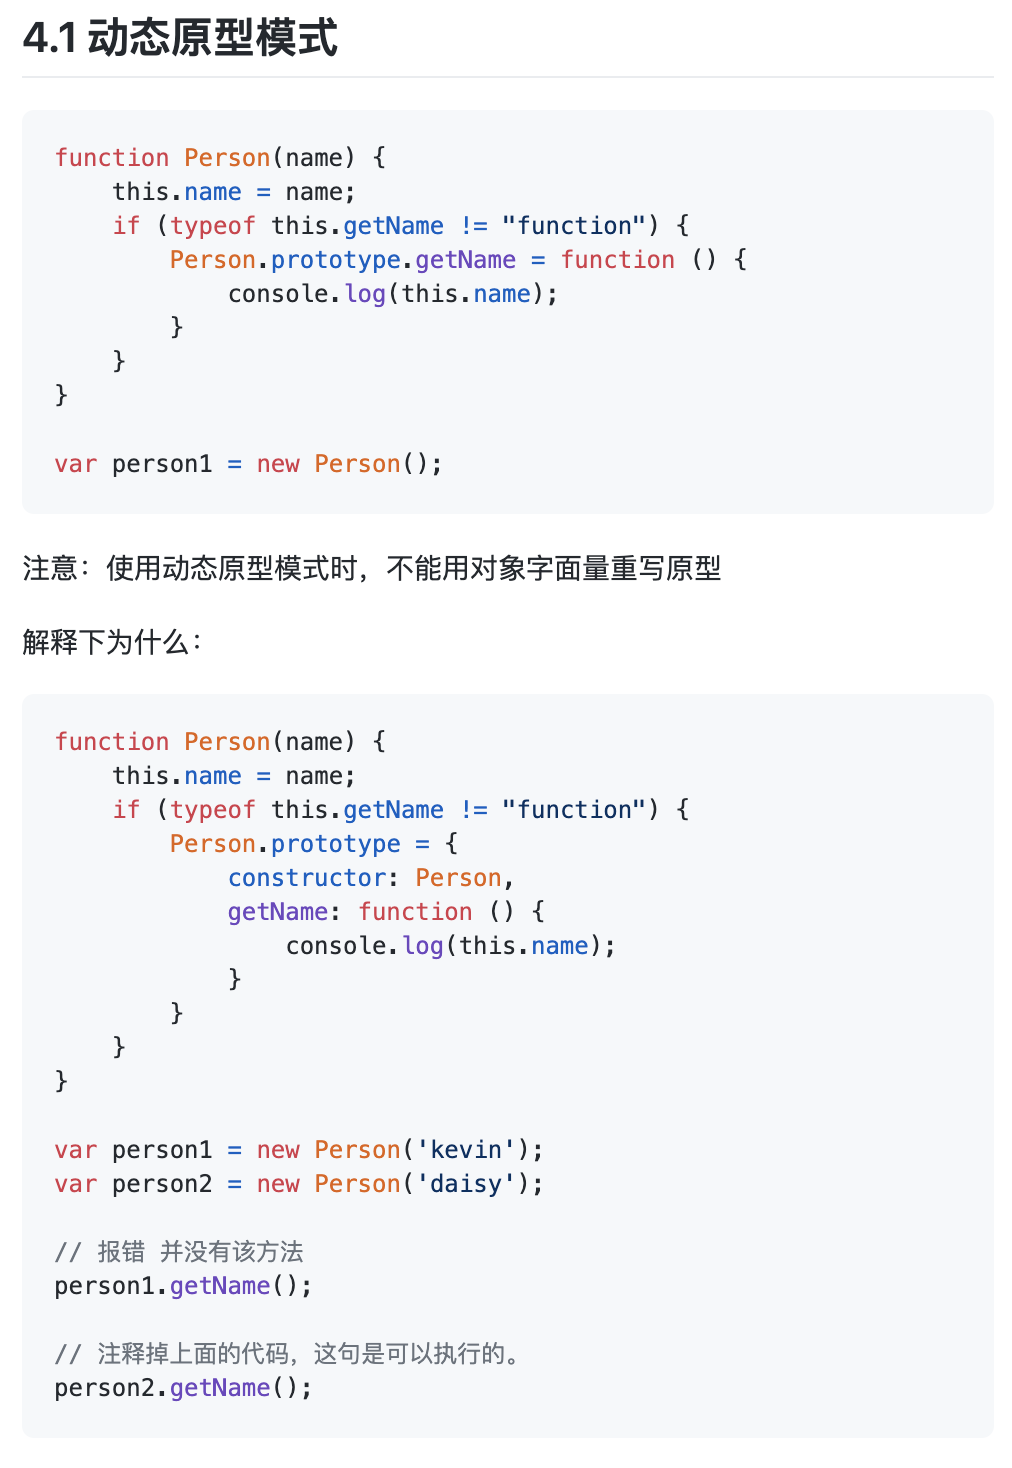 4.1 动态原型模式
function Person(name) {
    this.name = name;
    if (typeof this.getName != "function") {
        Person.prototype.getName = function () {
            console.log(this.name);
        }
    }
}
var person1 = new Person();
注意：使用动态原型模式时，不能用对象字面量重写原型
解释下为什么：
function Person(name) {
    this.name = name;
    if (typeof this.getName != "function") {
        Person.prototype = {
            constructor: Person,
            getName: function () {
                console.log(this.name);
            }
        }
    }
}
var person1 = new Person('kevin');
var person2 = new Person('daisy');
// 报错 并没有该方法
person1.getName();
// 注释掉上面的代码，这句是可以执行的。
person2.getName();